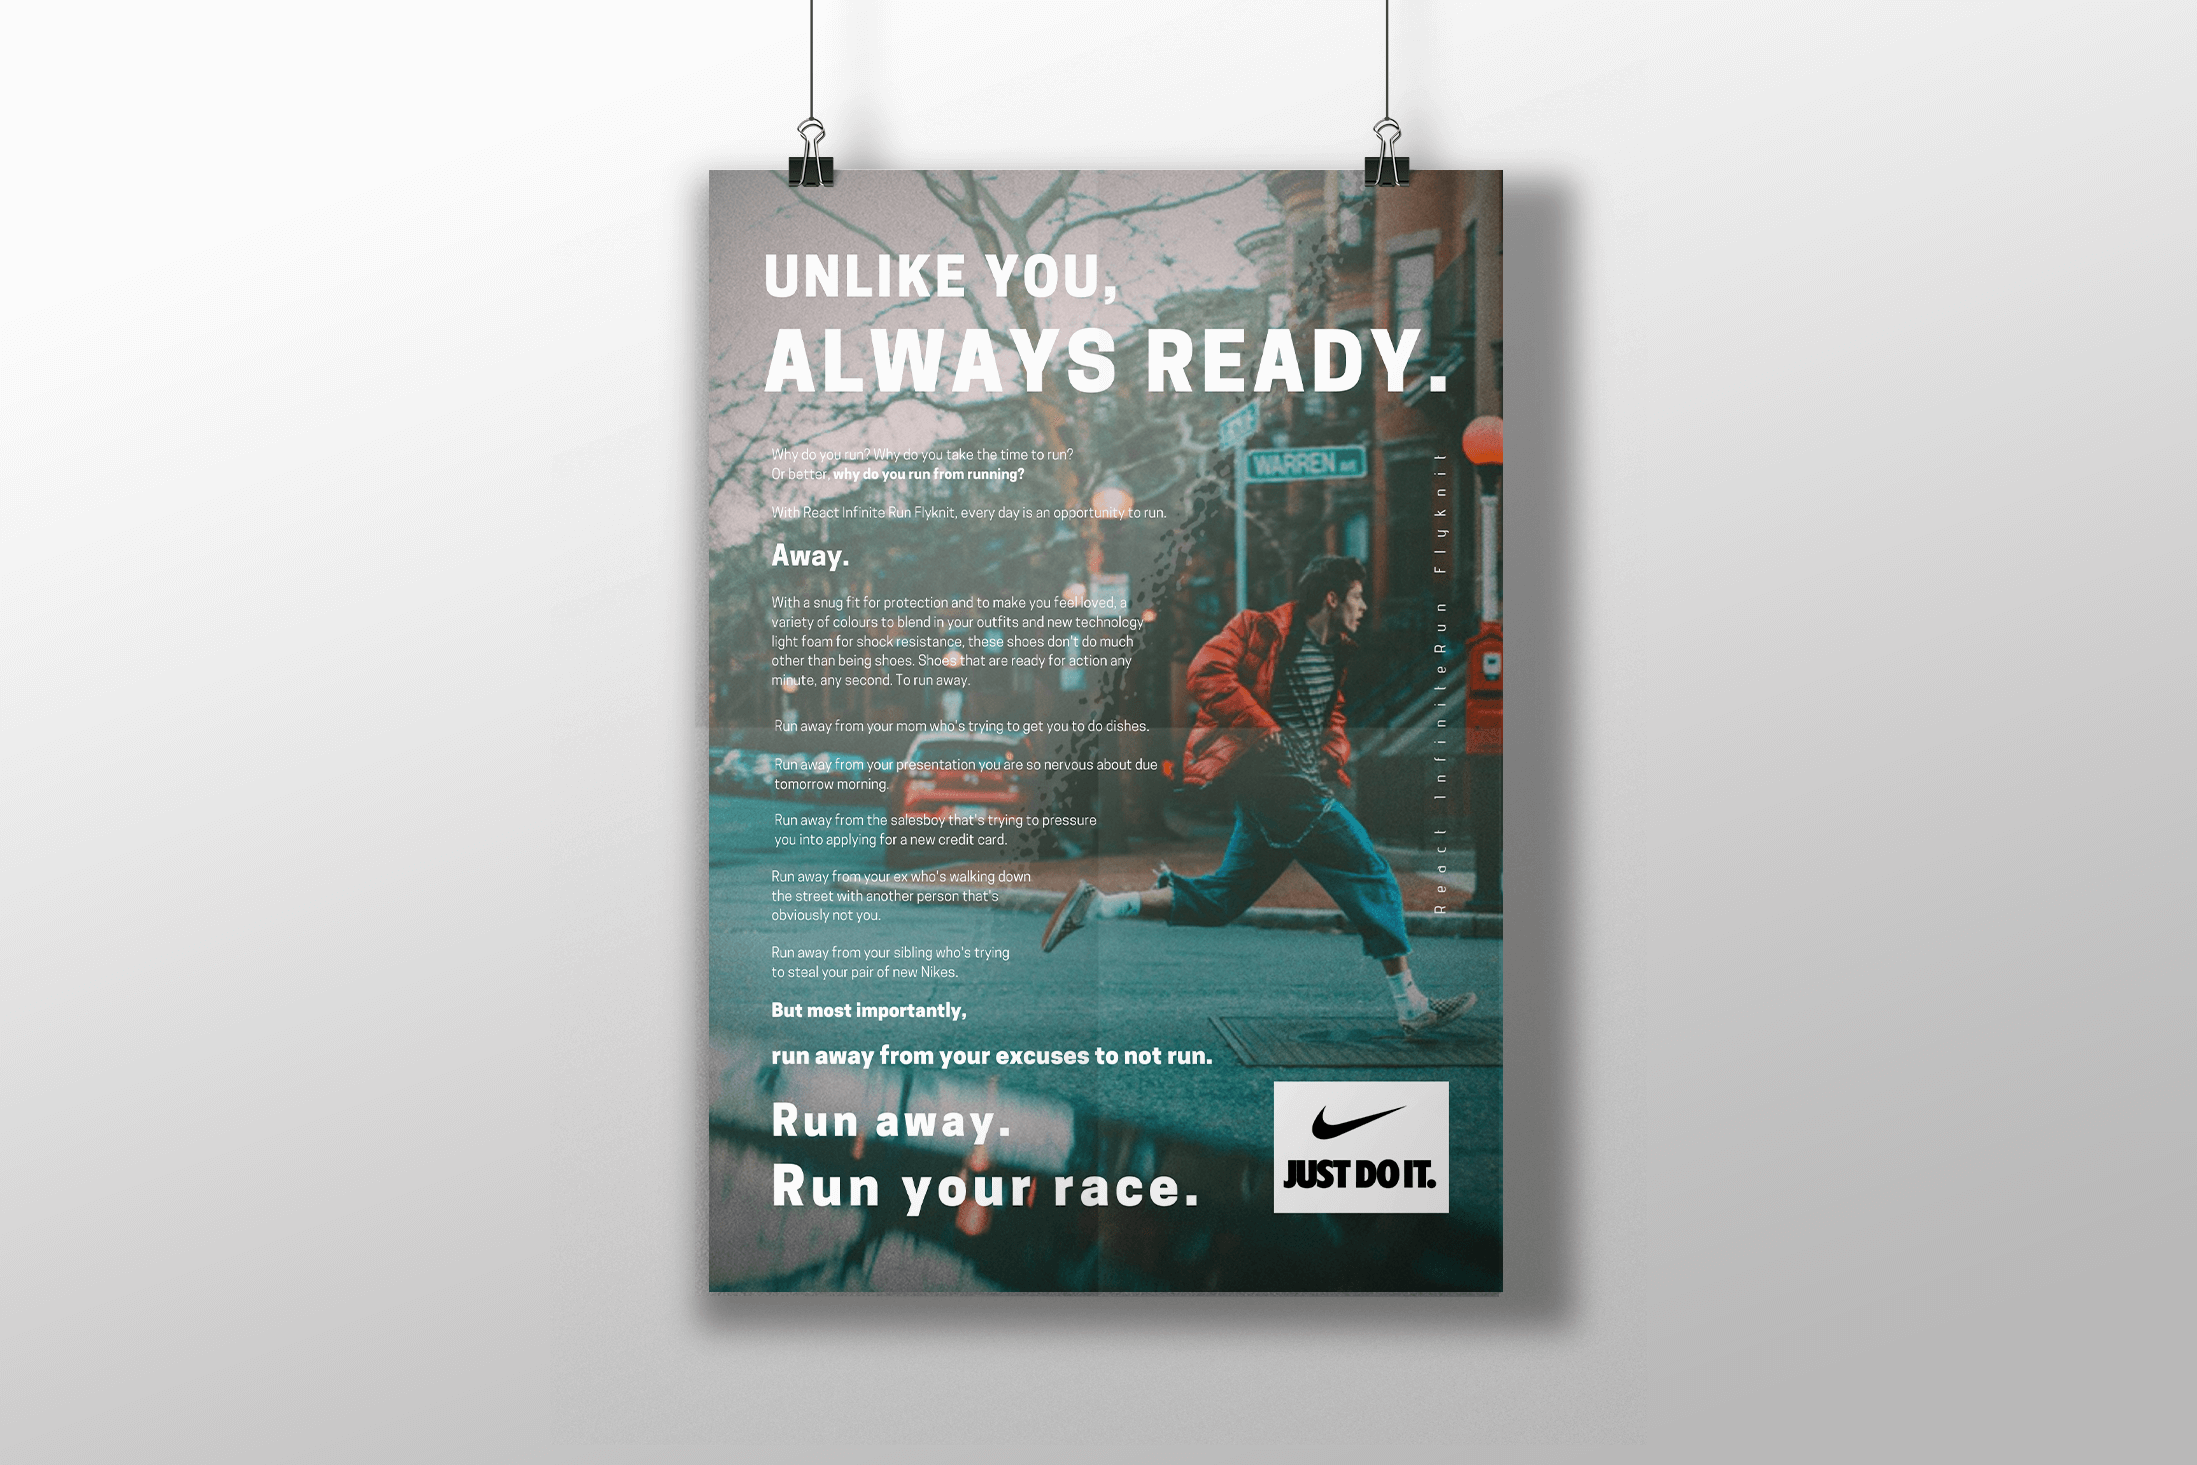 UNLIKE YOU,
ALWAYS READY.
WARREN AVE
Why do you run? Why do you take the time to run?
Or better, why do you run from running?
With React Infinite Run Flyknit, every day is an opportunity to run.
Away.
With a snug fit for protection and to make you feel loved, a
variety of colours to blend in your outfits and new technology
light foam for shock resistance, these shoes don't do much
other than being shoes. Shoes that are ready for action any
minute, any second. To run away.
Run away from your mom who's trying to get you to do dishes.
Run away from your presentation you are so nervous about due
tomorrow morning.
Run away from the salesboy that's trying to pressure
you into applying for a new credit card.
Run away from your ex who's walking down
the street with another person that's
obviously not you.
Run away from your sibling who's trying
to steal your pair of new Nikes.
But most importantly,
run away from your excuses to not run.
Run away.
Run your race.
React InfiniteRun Flyknit
JUST DO IT.